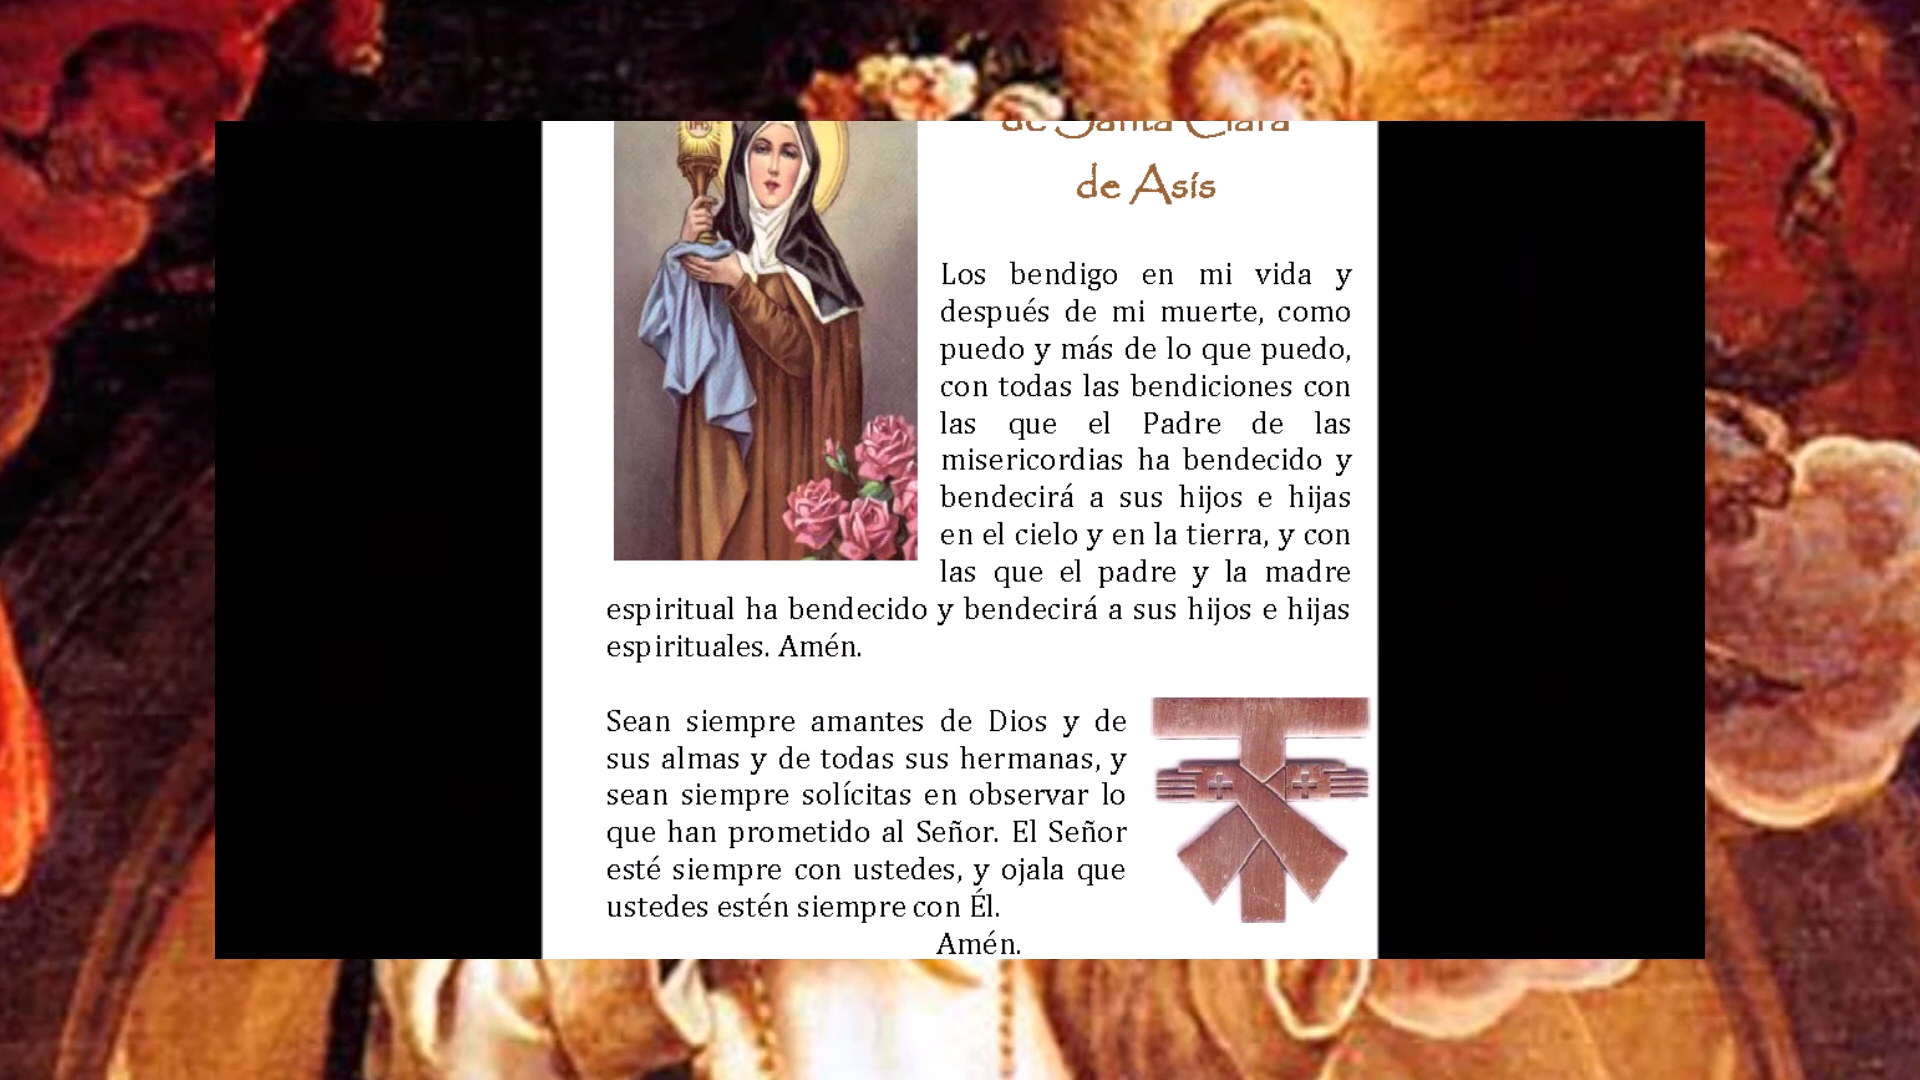 de Santa Clara
de Asís
Los bendigo en mi vida y
después de mi muerte, como
puedo y más de lo que puedo,
con todas las bendiciones con
las que el Padre de las
misericordias ha bendecido y
bendecirá a sus hijos e hijas
en el cielo y en la tierra, y con
las que el padre y la madre
espiritual ha bendecido y bendecirá a sus hijos e hijas
espirituales. Amén.
Sean siempre amantes de Dios y de
sus almas y de todas sus hermanas, y
sean siempre solícitas en observar lo
que han prometido al Señor. El Señor
esté siempre con ustedes, y ojala que
ustedes estén siempre con Él.
Amén.